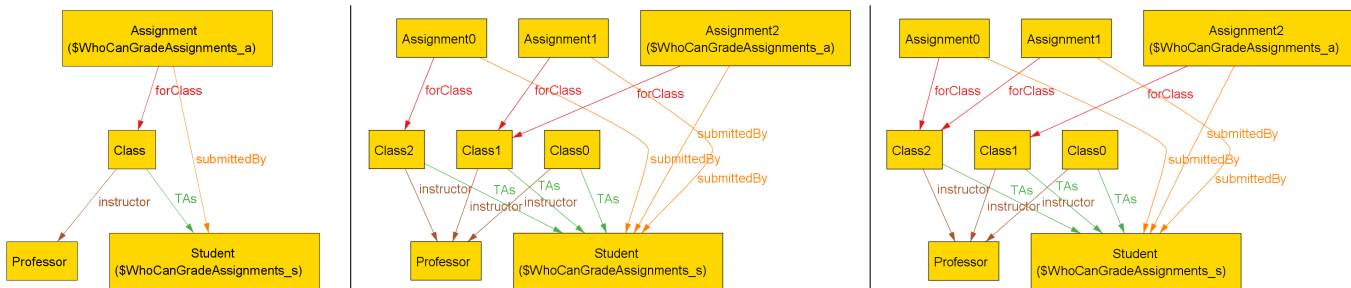 Assignment
($WhoCanGradeAssignments_a)
forClass
Class
submittedBy
instructor
TAs
Professor
Student
($WhoCanGradeAssignments_s)
Assignment0
Assignment1
Assignment2
($WhoCanGradeAssignments_a)
forClass
forClass
forClass
submittedBy
Class2
Class1
Class0
submittedBy
submittedBy
instructor
TAs
TAs
TAs
instructor
instructor
Professor
Student
($WhoCanGradeAssignments_s)
Assignment0
Assignment1
Assignment2
($WhoCanGradeAssignments_a)
forClass
forClass
forClass
submittedBy
Class2
Class1
Class0
submittedBy
submittedBy
instructor
TAs
TAs
TAs
instructor
instructor
Professor
Student
($WhoCanGradeAssignments_s)